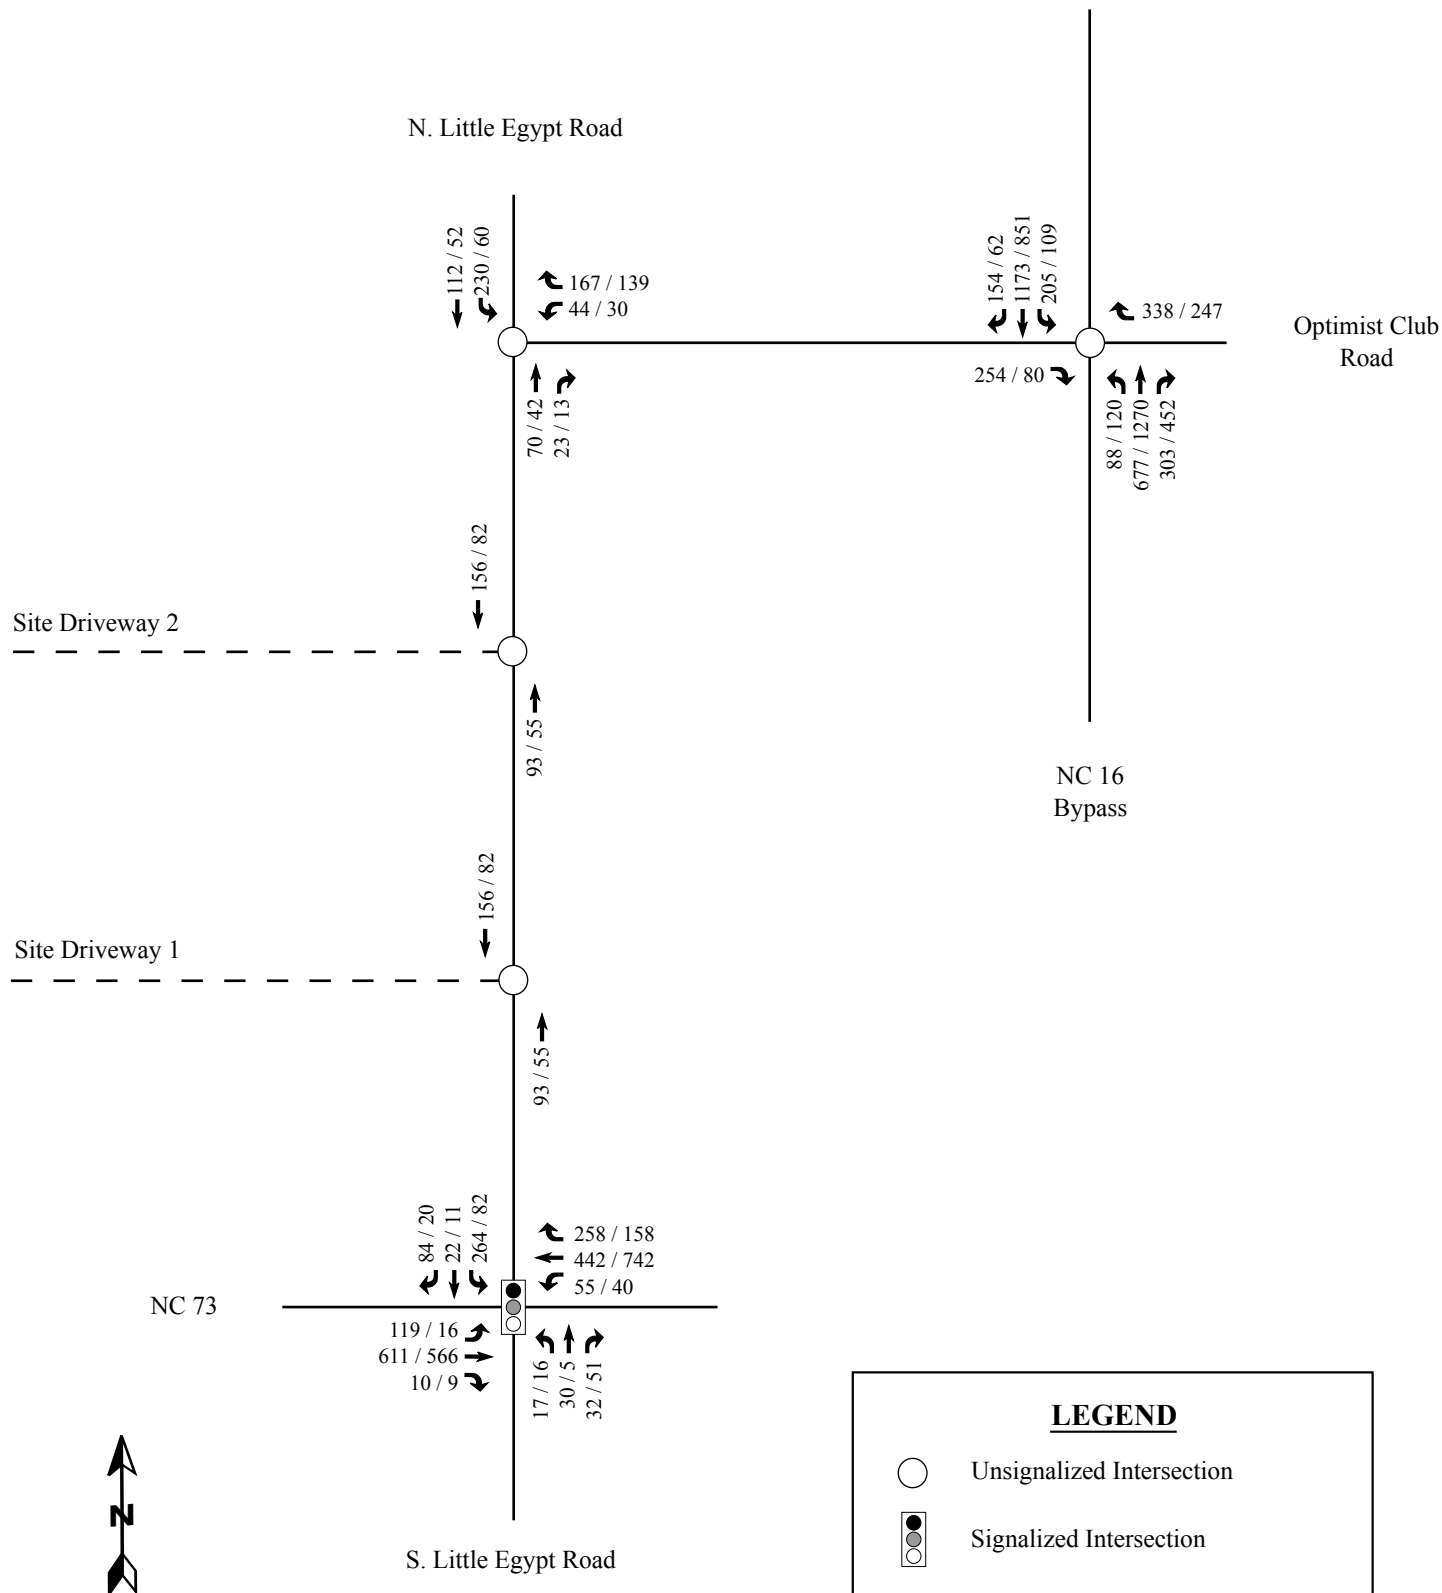 N. Little Egypt Road
112 / 52
230 / 60
167 / 139
44 / 30
154 / 62
1173 / 851
205 / 109
338 / 247
Optimist Club
Road
254 / 80
70 / 42
23 / 13
88 / 120
677 / 1270
303 / 452
156 / 82
Site Driveway 2
93 / 55
NC 16
Bypass
156 / 82
Site Driveway 1
93 / 55
84 / 20
22 / 11
264 / 82
258 / 158
442 / 742
55 / 40
NC 73
119 / 16
611 / 566
10 / 9
17 / 16
30 / 5
32 / 51
LEGEND
Unsignalized Intersection
N
Signalized Intersection
S. Little Egypt Road